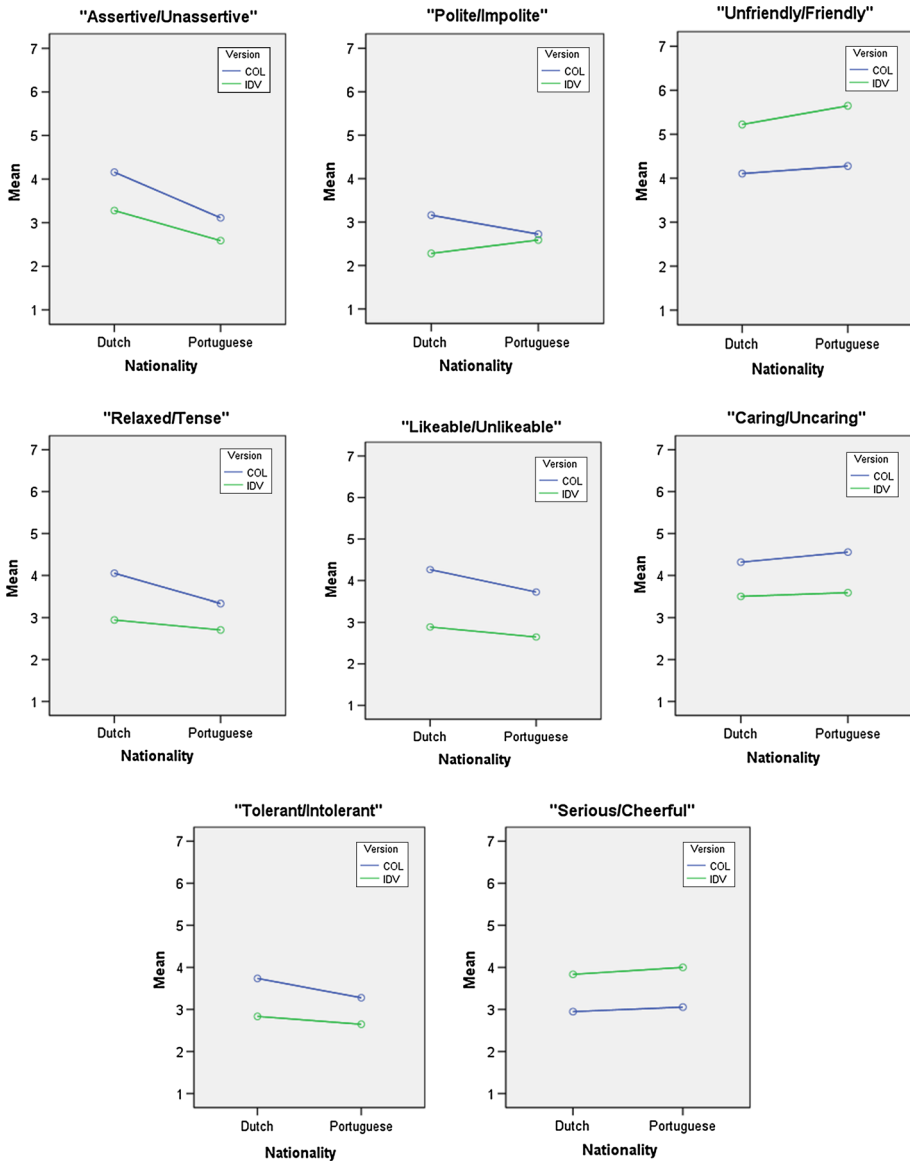 "Assertive/Unassertive"
7
6
5
4
3
2
1
Mean
Version
COL
IDV
Dutch
Portuguese
Nationality
"Polite/Impolite"
7
6
5
4
3
2
1
Mean
Version
COL
IDV
Dutch
Portuguese
Nationality
"Unfriendly/Friendly"
7
6
5
4
3
2
1
Mean
Version
COL
IDV
Dutch
Portuguese
Nationality
"Relaxed/Tense"
7
6
5
4
3
2
1
Mean
Version
COL
IDV
Dutch
Portuguese
Nationality
"Likeable/Unlikeable"
7
6
5
4
3
2
1
Mean
Version
COL
IDV
Dutch
Portuguese
Nationality
"Caring/Uncaring"
7
6
5
4
3
2
1
Mean
Version
COL
IDV
Dutch
Portuguese
Nationality
"Tolerant/Intolerant"
7
6
5
4
3
2
1
Mean
Version
COL
IDV
Dutch
Portuguese
Nationality
"Serious/Cheerful"
7
6
5
4
3
2
1
Mean
Version
COL
IDV
Dutch
Portuguese
Nationality